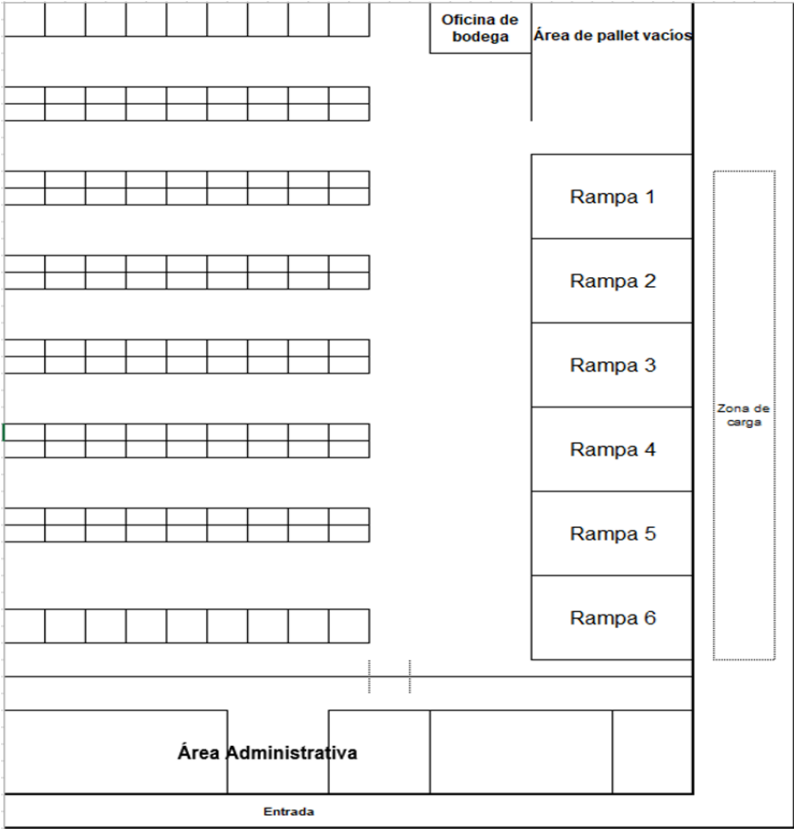 Oficina de
bodega
Área de pallet vacios
Rampa 1
Rampa 2
Rampa 3
Zona de
carga
Rampa 4
Rampa 5
Rampa 6
Área Administrativa
Entrada